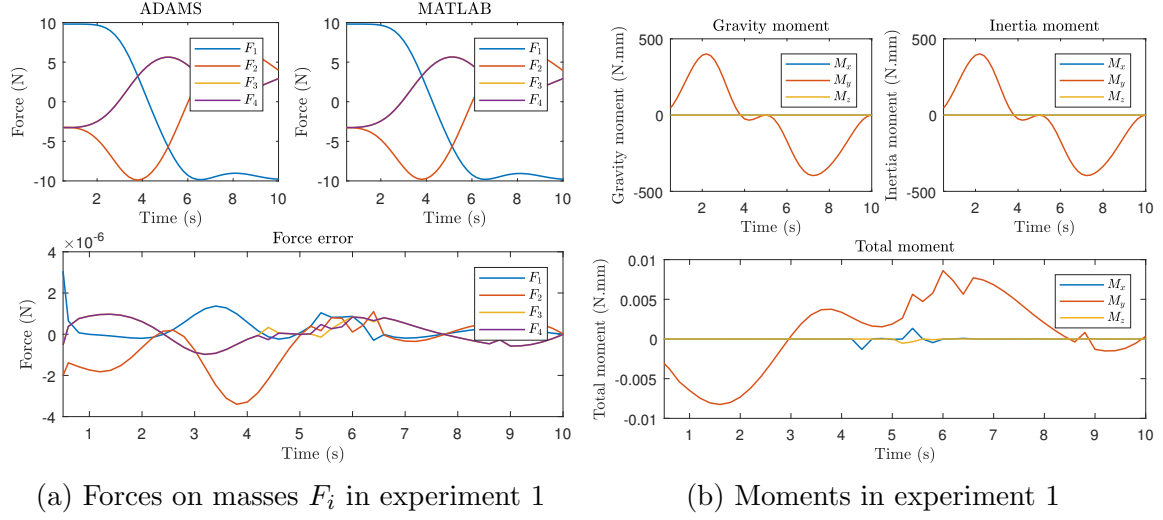 ADAMS
10
5
0
-5
-10
Force (N)
2 4 6 8 10
Time (s)
F1
F2
F3
F4
MATLAB
10
5
0
-5
-10
Force (N)
2 4 6 8 10
Time (s)
F1
F2
F3
F4
Force error
×10^-6
4
2
0
-2
-4
Force (N)
1 2 3 4 5 6 7 8 9 10
Time (s)
F1
F2
F3
F4
(a) Forces on masses Fi in experiment 1
Gravity moment
500
0
-500
Gravity moment (N.mm)
2 4 6 8 10
Time (s)
Mx
My
Mz
Inertia moment
500
0
-500
Inertia moment (N.mm)
2 4 6 8 10
Time (s)
Mx
My
Mz
Total moment
0.01
0.005
0
-0.005
-0.01
Total moment (N.mm)
1 2 3 4 5 6 7 8 9 10
Time (s)
Mx
My
Mz
(b) Moments in experiment 1